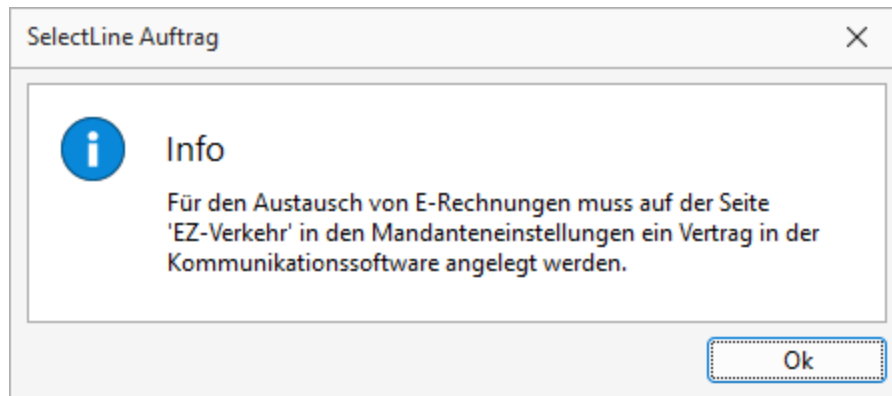 SelectLine Auftrag
Info
Für den Austausch von E-Rechnungen muss auf der Seite
'EZ-Verkehr' in den Mandanteneinstellungen ein Vertrag in der
Kommunikationssoftware angelegt werden.
Ok